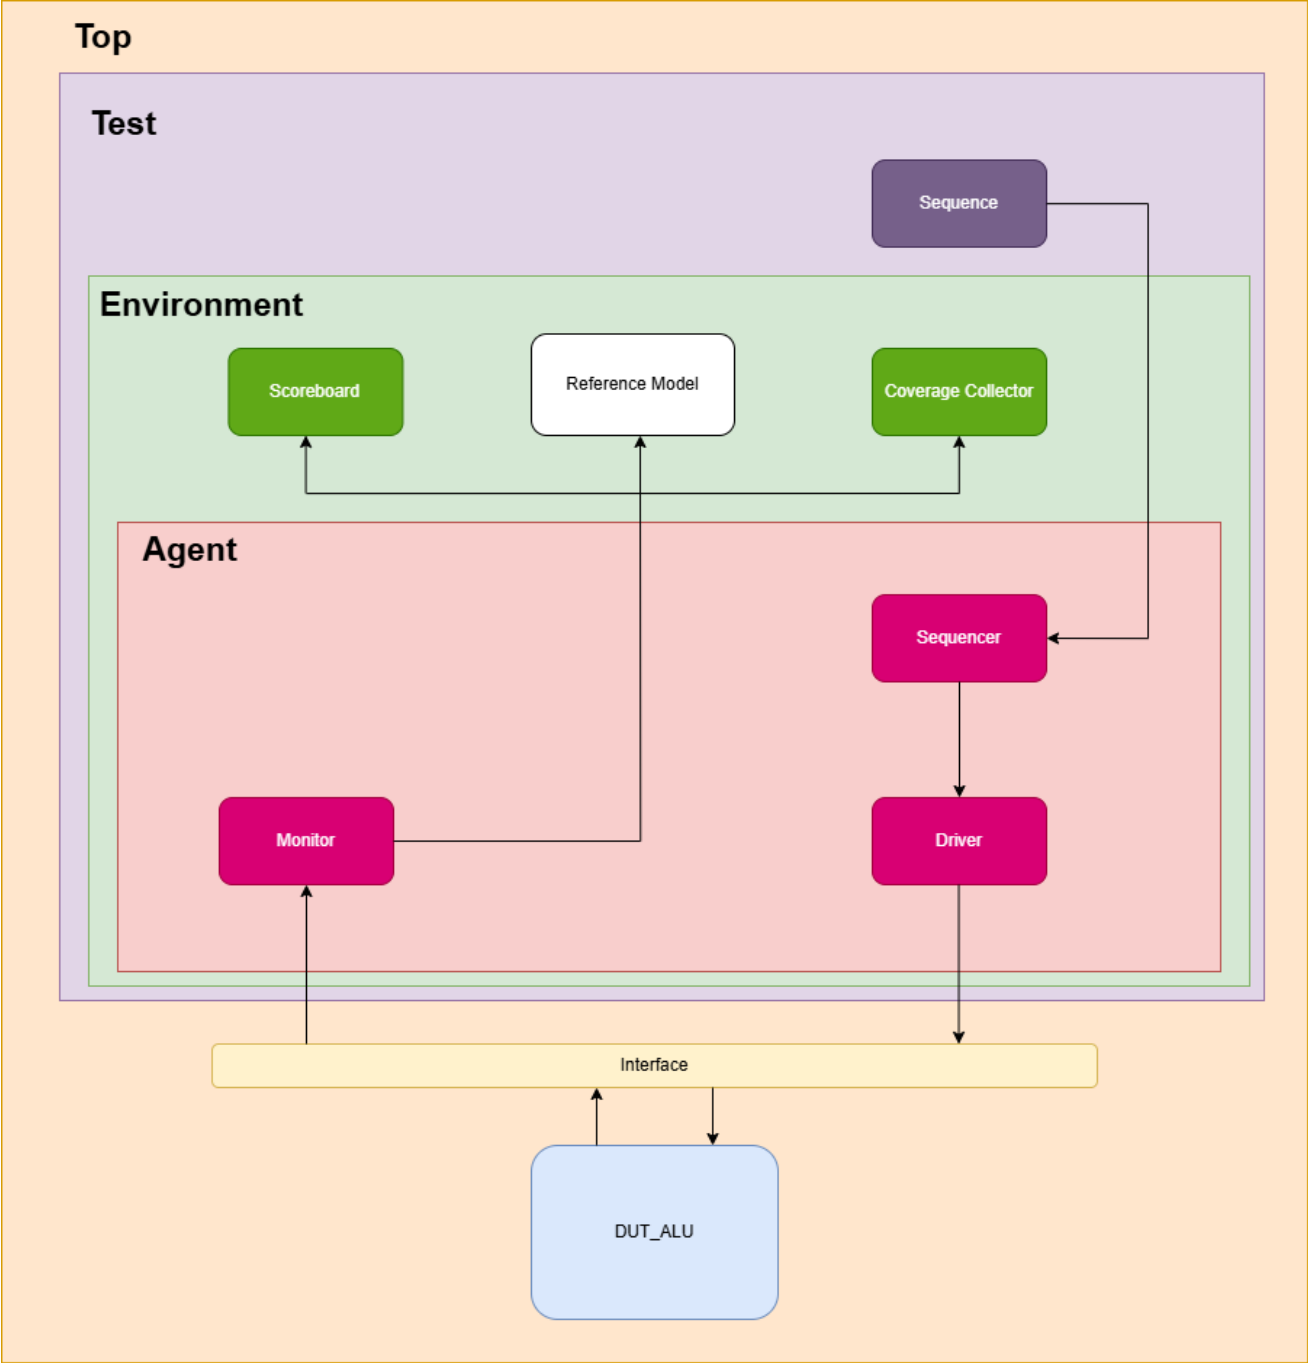 Top
Test
Sequence
Environment
Scoreboard
Reference Model
Coverage Collector
Agent
Sequencer
Monitor
Driver
Interface
DUT_ALU